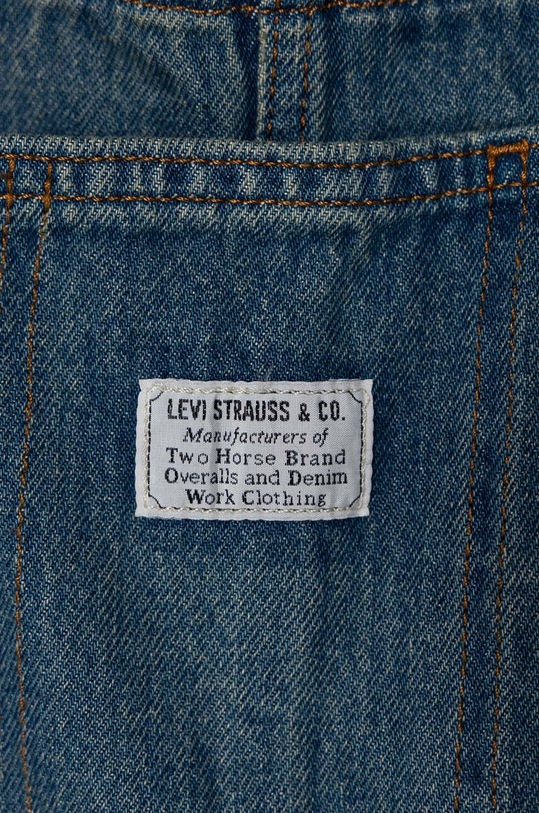 LEVI STRAUSS & CO.
Manufacturers of
Two Horse Brand
Overalls and Denim
Work Clothing